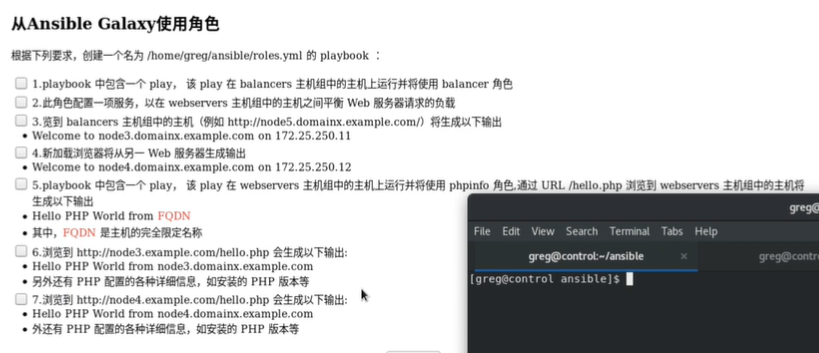 从Ansible Galaxy使用角色
根据下列要求，创建一个名为 /home/greg/ansible/roles.yml 的 playbook ：
1.playbook 中包含一个 play， 该 play 在 balancers 主机组中的主机上运行并将使用 balancer 角色
2.此角色配置一项服务，以在 webservers 主机组中的主机之间平衡 Web 服务器请求的负载
3.览到 balancers 主机组中的主机（例如 http://node5.domainx.example.com/）将生成以下输出
• Welcome to node3.domainx.example.com on 172.25.250.11
4.新加载浏览器将从另一 Web 服务器生成输出
• Welcome to node4.domainx.example.com on 172.25.250.12
5.playbook 中包含一个 play， 该 play 在 webservers 主机组中的主机上运行并将使用 phpinfo 角色,通过 URL /hello.php 浏览到 webservers 主机组中的主机将
生成以下输出
• Hello PHP World from FQDN
• 其中，FQDN 是主机的完全限定名称
6.浏览到 http://node3.example.com/hello.php 会生成以下输出:
• Hello PHP World from node3.domainx.example.com
• 另外还有 PHP 配置的各种详细信息，如安装的 PHP 版本等
7.浏览到 http://node4.example.com/hello.php 会生成以下输出:
• Hello PHP World from node4.domainx.example.com
• 外还有 PHP 配置的各种详细信息，如安装的 PHP 版本等
greg@
File Edit View Search Terminal Tabs Help
greg@control:~/ansible × greg@contr
[greg@control ansible]$